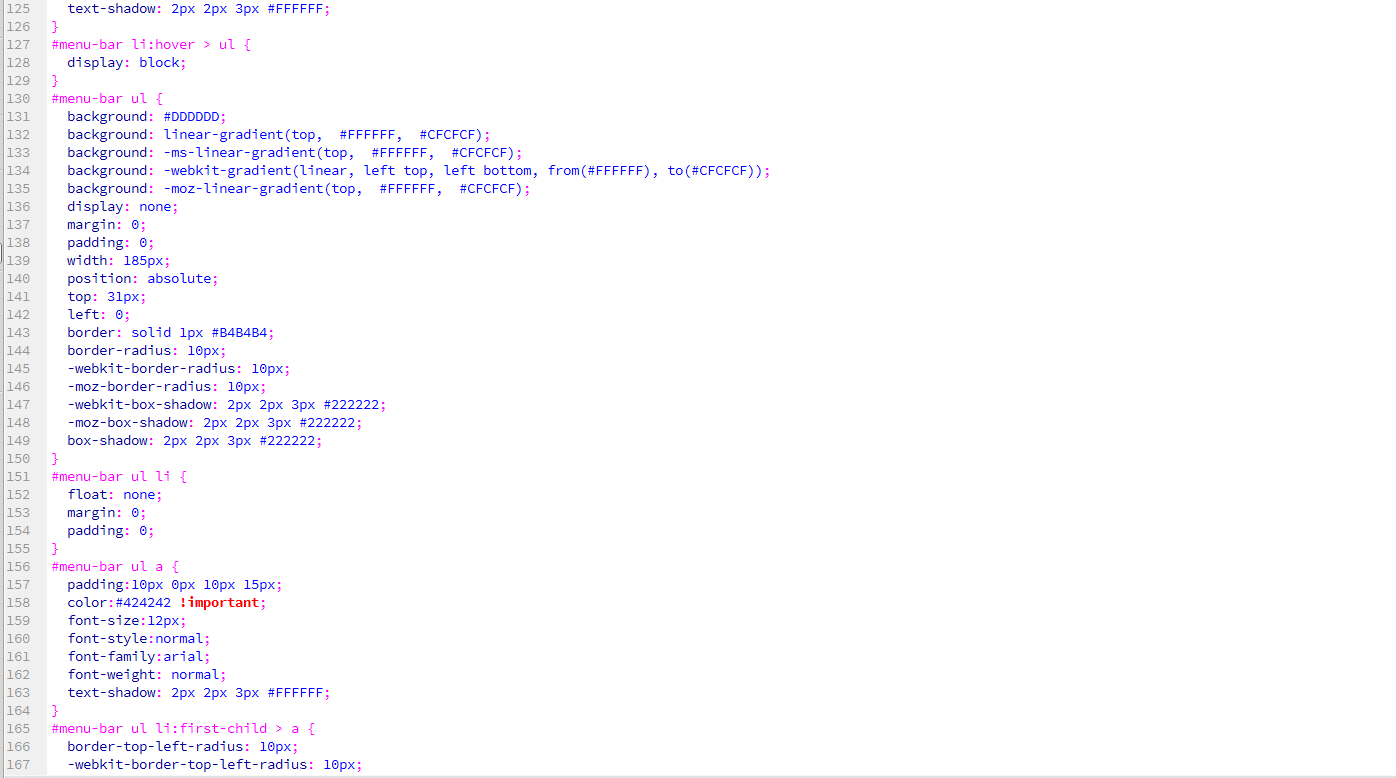 125 text-shadow: 2px 2px 3px #FFFFFF;
126 }
127 #menu-bar li:hover > ul {
128 display: block;
129 }
130 #menu-bar ul {
131 background: #DDDDDD;
132 background: linear-gradient(top,  #FFFFFF,  #CFCFCF);
133 background: -ms-linear-gradient(top,  #FFFFFF,  #CFCFCF);
134 background: -webkit-gradient(linear, left top, left bottom, from(#FFFFFF), to(#CFCFCF));
135 background: -moz-linear-gradient(top,  #FFFFFF,  #CFCFCF);
136 display: none;
137 margin: 0;
138 padding: 0;
139 width: 185px;
140 position: absolute;
141 top: 31px;
142 left: 0;
143 border: solid 1px #B4B4B4;
144 border-radius: 10px;
145 -webkit-border-radius: 10px;
146 -moz-border-radius: 10px;
147 -webkit-box-shadow: 2px 2px 3px #222222;
148 -moz-box-shadow: 2px 2px 3px #222222;
149 box-shadow: 2px 2px 3px #222222;
150 }
151 #menu-bar ul li {
152 float: none;
153 margin: 0;
154 padding: 0;
155 }
156 #menu-bar ul a {
157 padding:10px 0px 10px 15px;
158 color:#424242 !important;
159 font-size:12px;
160 font-style:normal;
161 font-family:arial;
162 font-weight: normal;
163 text-shadow: 2px 2px 3px #FFFFFF;
164 }
165 #menu-bar ul li:first-child > a {
166 border-top-left-radius: 10px;
167 -webkit-border-top-left-radius: 10px;